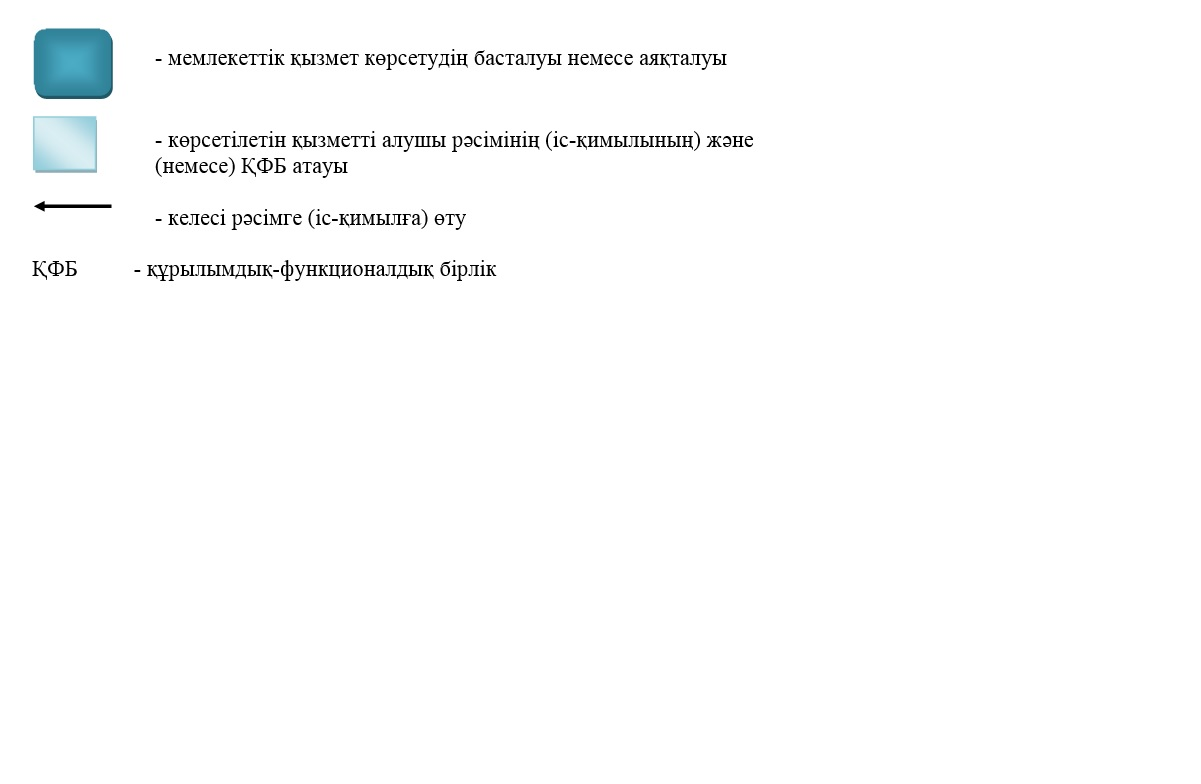 - мемлекеттік қызмет көрсетудің басталуы немесе аяқталуы
- көрсетілетін қызметті алушы рәсімінің (іс-қимылының) және
(немесе) ҚФБ атауы
- келесі рәсімге (іс-қимылға) өту
ҚФБ - құрылымдық-функционалдық бірлік